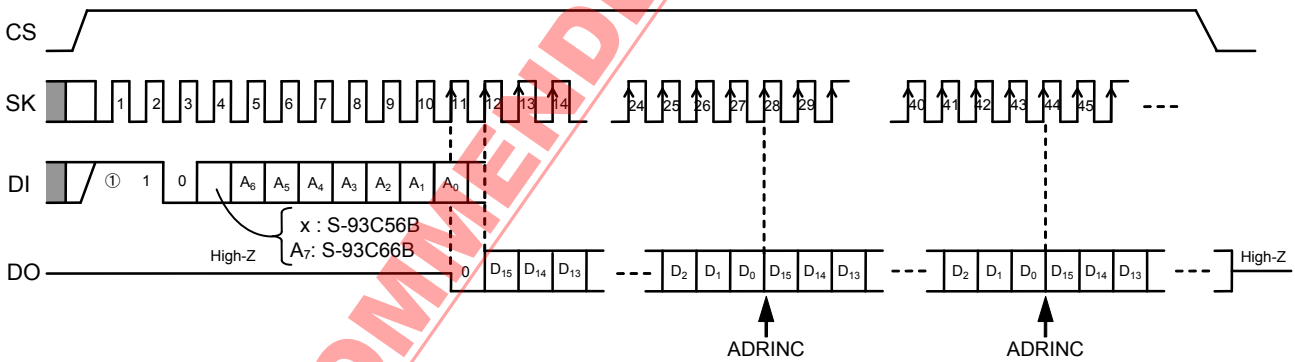 CS
SK 1 2 3 4 5 6 7 8 9 10 11 12 13 14 24 25 26 27 28 29 40 41 42 43 44 45
DI ① 1 0 A₆ A₅ A₄ A₃ A₂ A₁ A₀
x : S-93C56B
A₇: S-93C66B
High-Z
DO 0 D₁₅ D₁₄ D₁₃ D₂ D₁ D₀ D₁₅ D₁₄ D₁₃ D₂ D₁ D₀ D₁₅ D₁₄ D₁₃ High-Z
ADRINC ADRINC